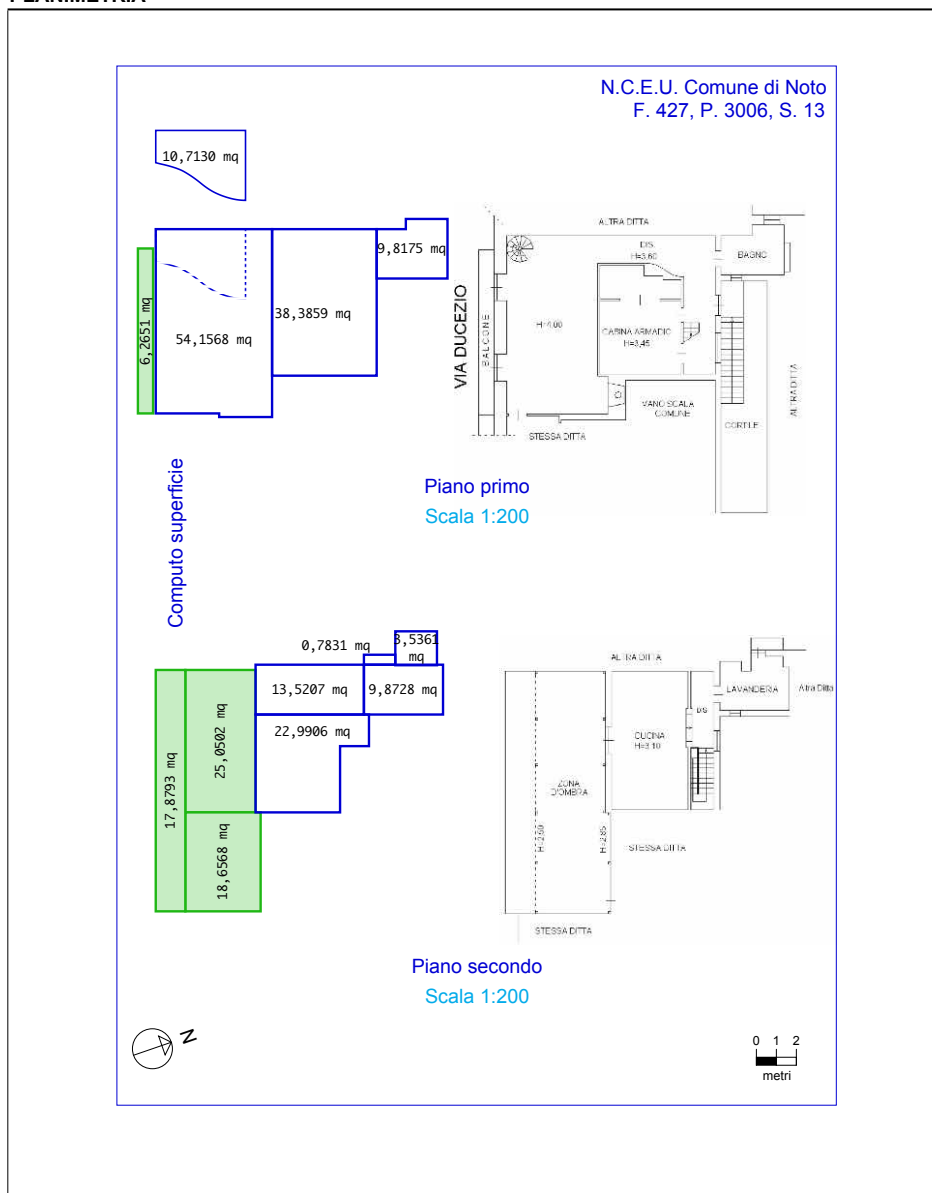 PLANIMETRIA
N.C.E.U. Comune di Noto
F. 427, P. 3006, S. 13
10,7130 mq
6,2651 mq
54,1568 mq
38,3859 mq
9,8175 mq
ALTRA DITTA
DIS.
H=3,60
BAGNO
VIA DUCEZIO
BALCONE
H=4,00
CABINA ARMADIO
H=3,45
VANO SCALA
COMUNE
CORTILE
ALTRA DITTA
STESSA DITTA
Piano primo
Scala 1:200
Computo superficie
0,7831 mq
3,5361
mq
13,5207 mq
9,8728 mq
22,9906 mq
17,8793 mq
25,0502 mq
18,6568 mq
ALTRA DITTA
LAVANDERIA
Altra Ditta
DIS
CUCINA
H=3,10
ZONA
D'OMBRA
H=2,50
H=2,85
STESSA DITTA
STESSA DITTA
Piano secondo
Scala 1:200
N
0 1 2
metri